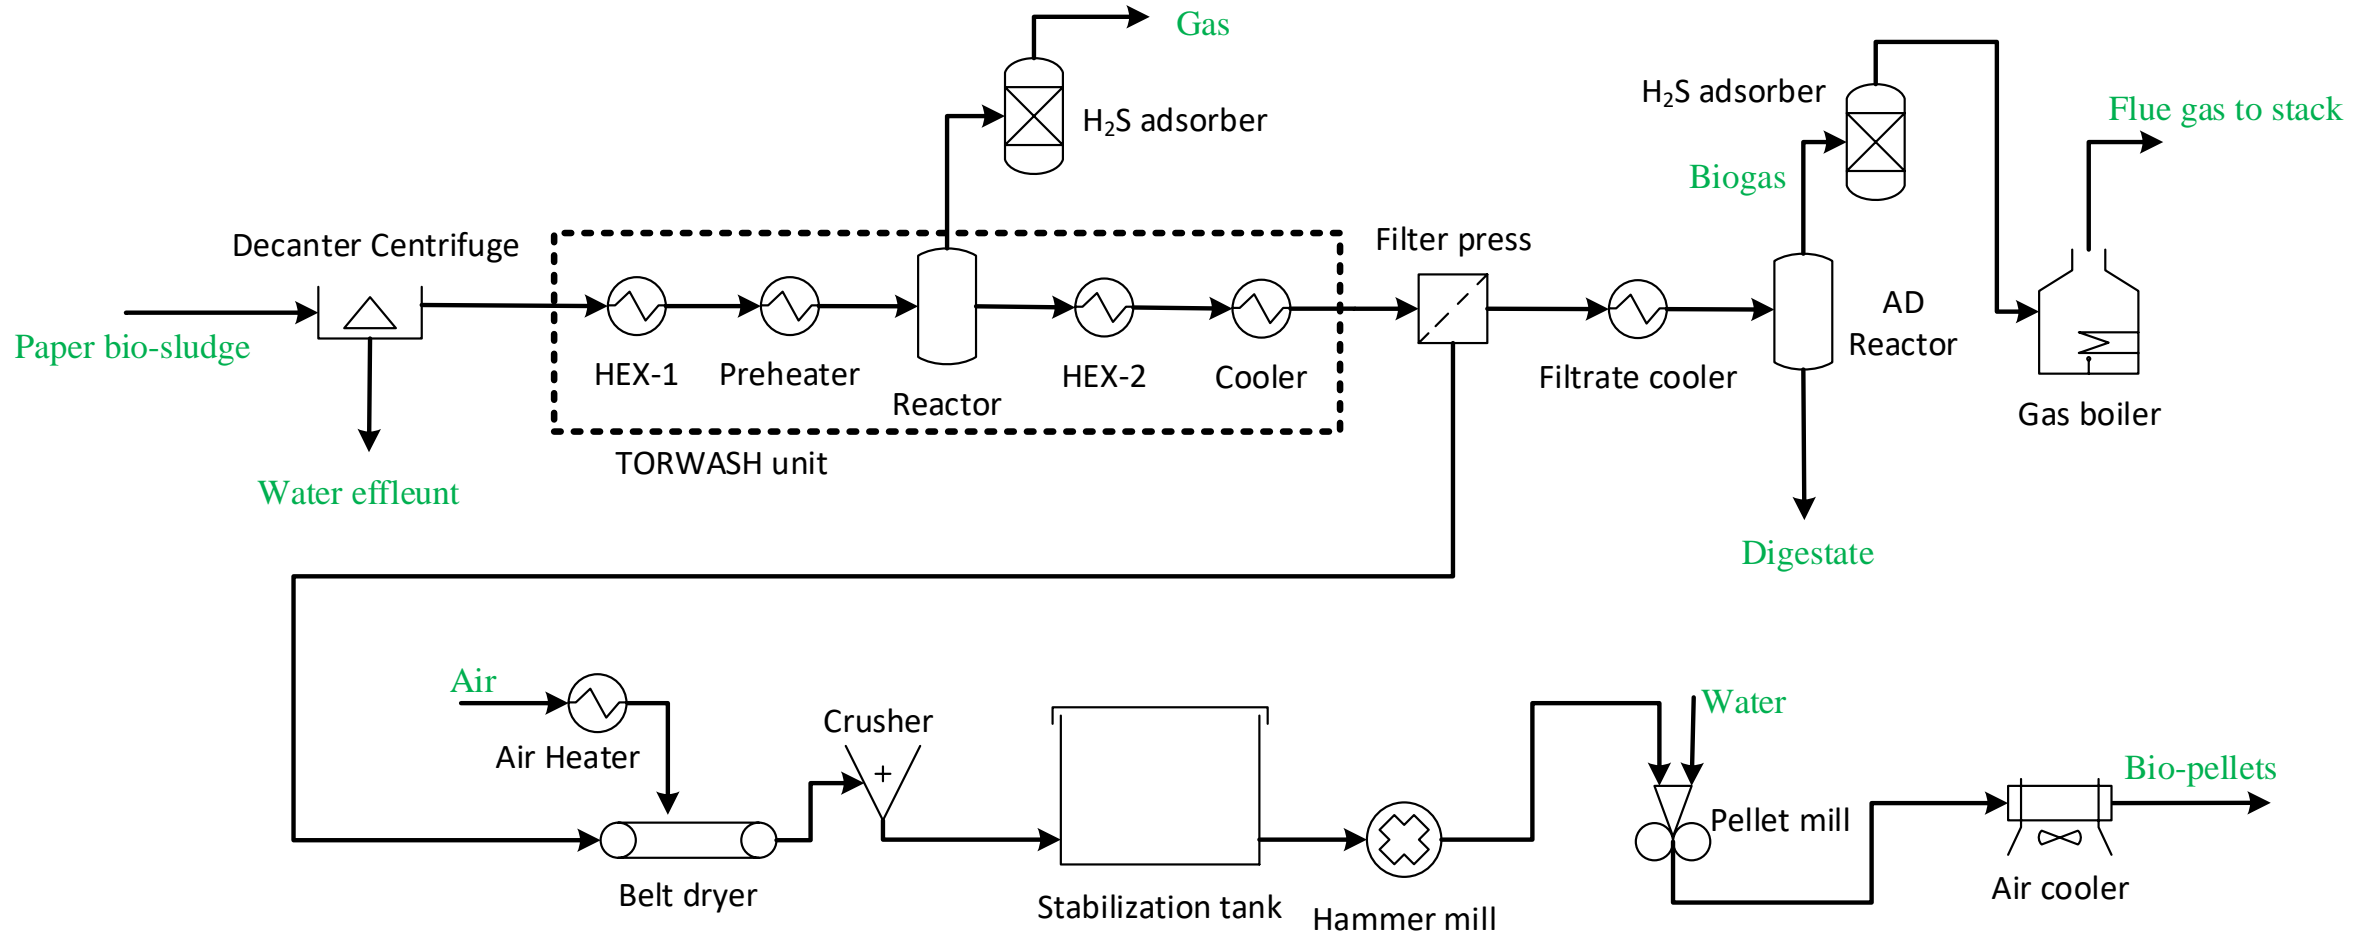 Gas
H₂S adsorber
H₂S adsorber
Flue gas to stack
Biogas
Decanter Centrifuge
Filter press
Paper bio-sludge
HEX-1
Preheater
Reactor
HEX-2
Cooler
Filtrate cooler
AD
Reactor
Gas boiler
TORWASH unit
Water effleunt
Digestate
Air
Air Heater
Crusher
Water
Bio-pellets
Pellet mill
Belt dryer
Stabilization tank
Hammer mill
Air cooler